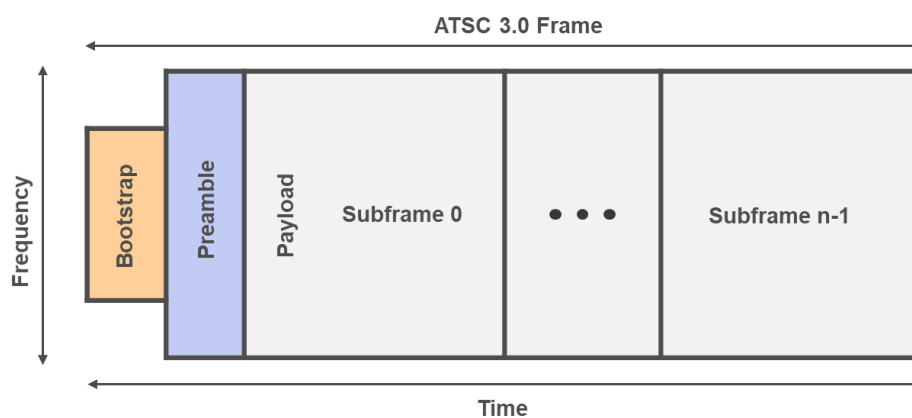 ATSC 3.0 Frame
Frequency
Bootstrap
Preamble
Payload
Subframe 0
•••
Subframe n-1
Time